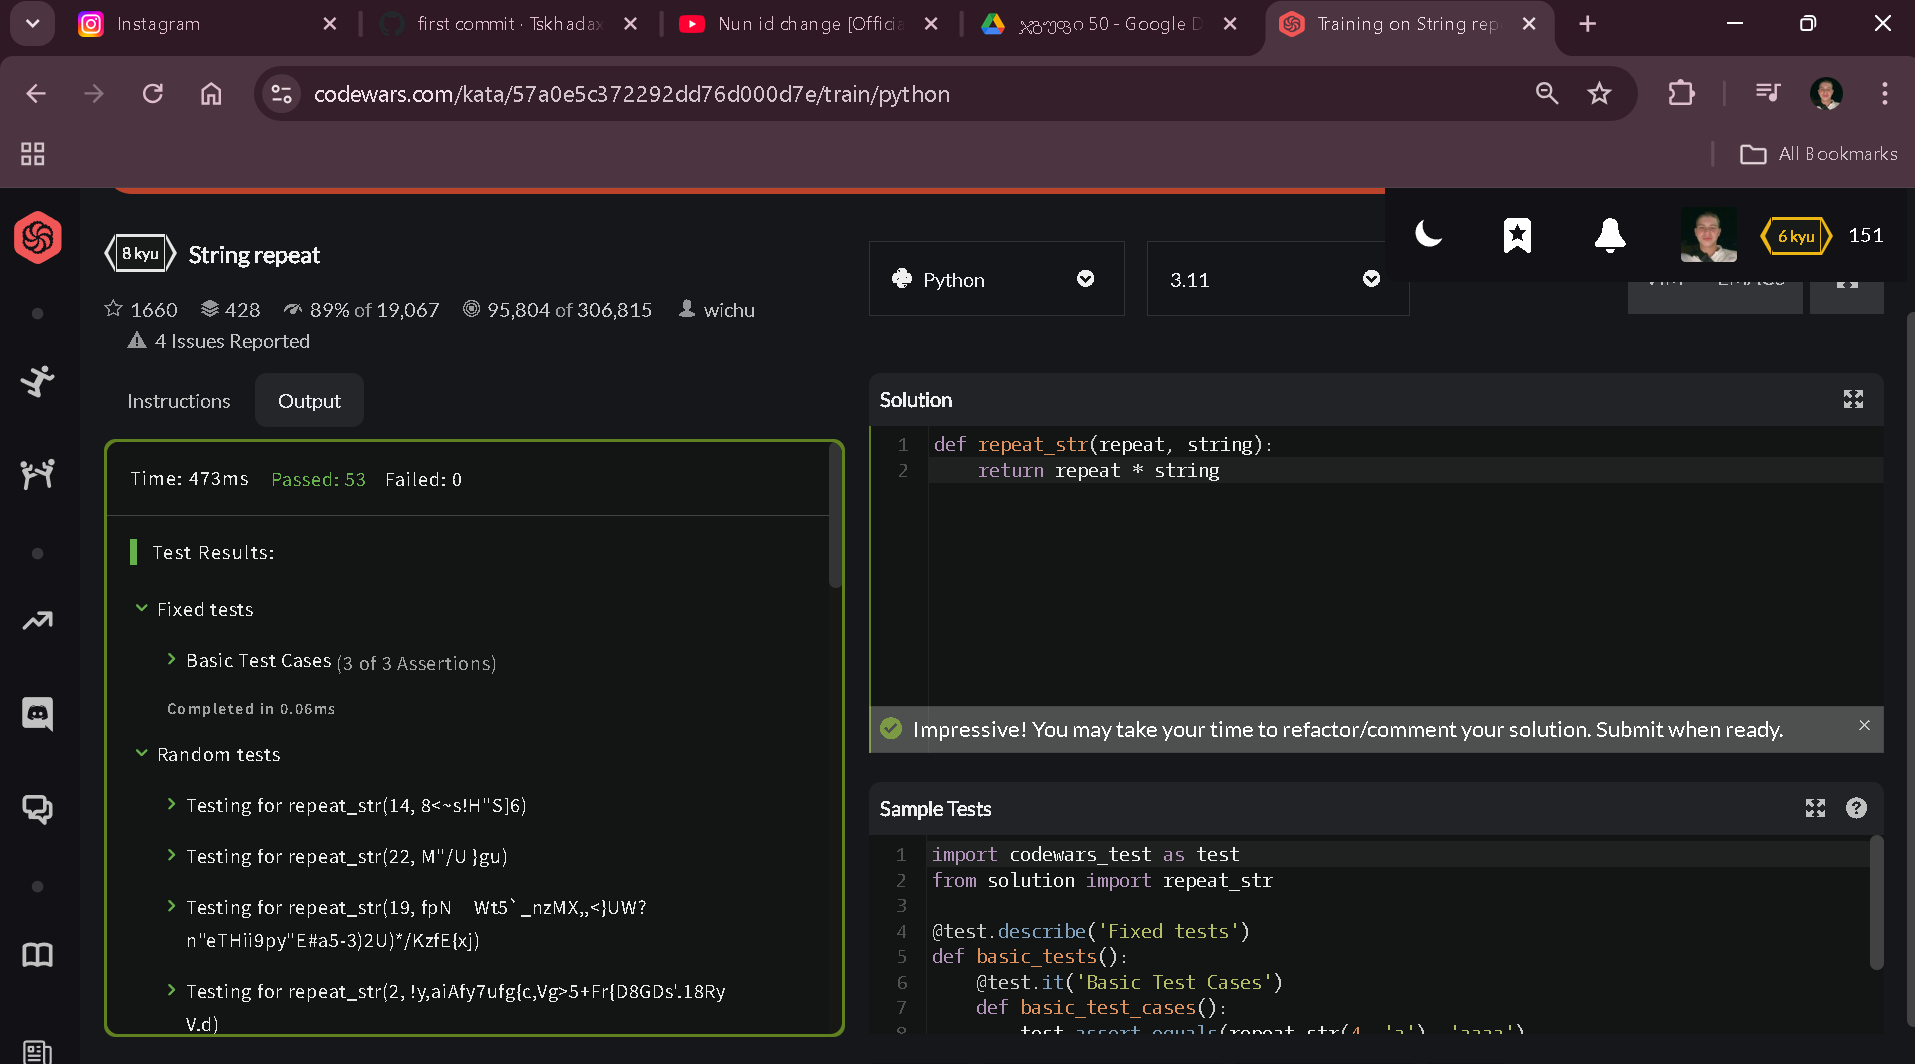 Instagram
first commit · Tskhadax
Nun id change [Officia
ჯგუფი 50 - Google D
Training on String rep
codewars.com/kata/57a0e5c372292dd76d000d7e/train/python
All Bookmarks
8 kyu
String repeat
1660
428
89% of 19,067
95,804 of 306,815
wichu
4 Issues Reported
Python
3.11
VIM
EMACS
6 kyu
151
Instructions
Output
Time: 473ms Passed: 53 Failed: 0
Test Results:
Fixed tests
Basic Test Cases (3 of 3 Assertions)
Completed in 0.06ms
Random tests
Testing for repeat_str(14, 8<~s!H"S]6)
Testing for repeat_str(22, M"/U }gu)
Testing for repeat_str(19, fpN Wt5`_nzMX,,<}UW?
n"eTHii9py"E#a5-3)2U)*/KzfE{xj)
Testing for repeat_str(2, !y,aiAfy7ufg{c,Vg>5+Fr{D8GDs'.18Ry
V.d)
Solution
1 def repeat_str(repeat, string):
2 return repeat * string
Impressive! You may take your time to refactor/comment your solution. Submit when ready.
Sample Tests
1 import codewars_test as test
2 from solution import repeat_str
3
4 @test.describe('Fixed tests')
5 def basic_tests():
6 @test.it('Basic Test Cases')
7 def basic_test_cases():
8 test.assert_equals(repeat_str(4, 'a'), 'aaaa')